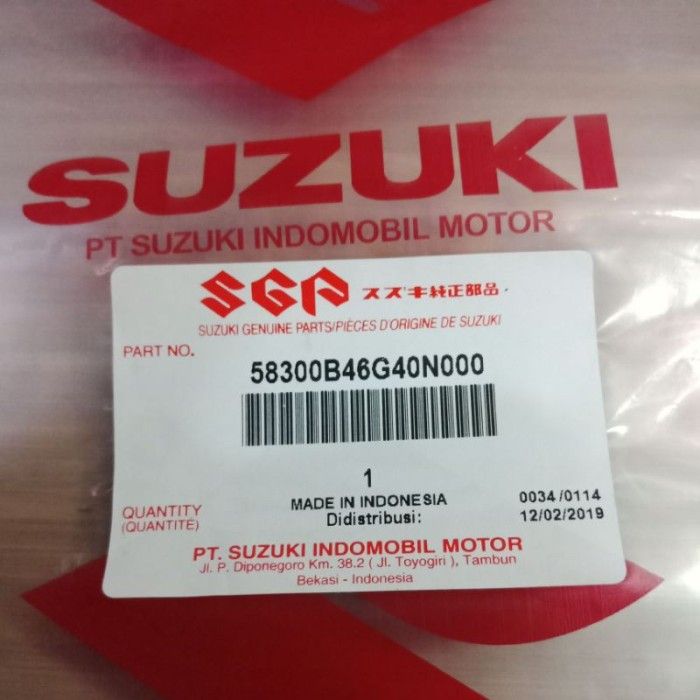 SUZUKI
PT SUZUKI INDOMOBIL MOTOR
SGP スズキ純正部品.
SUZUKI GENUINE PARTS/PIÈCES D'ORIGINE DE SUZUKI
PART NO. 58300B46G40N000
1
QUANTITY MADE IN INDONESIA 0034/0114
(QUANTITÉ) Didistribusi: 12/02/2019
PT. SUZUKI INDOMOBIL MOTOR
Jl. P. Diponegoro Km. 38.2 ( Jl. Toyogiri ), Tambun
Bekasi - Indonesia